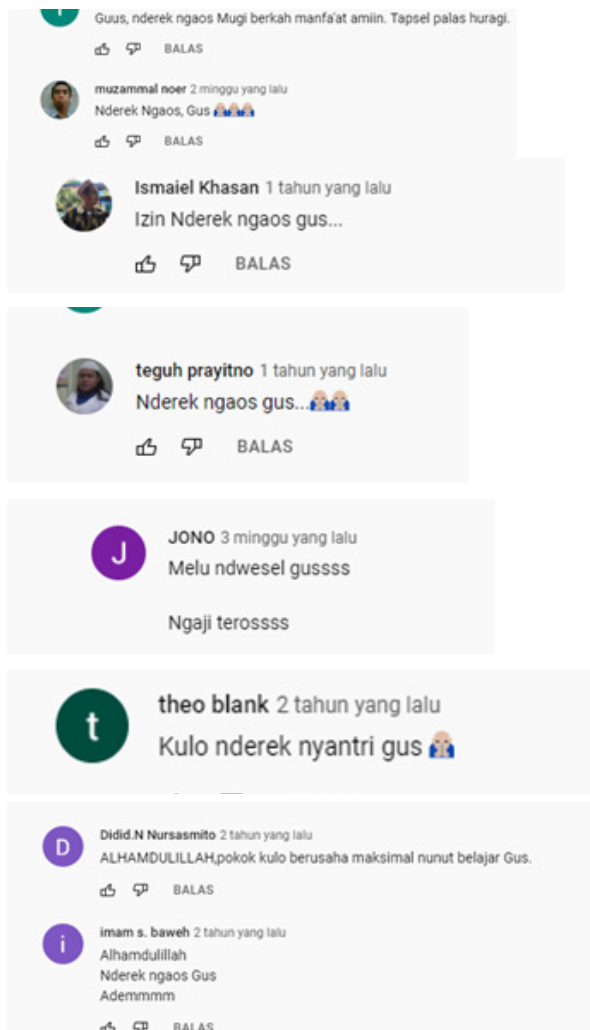 Guus, nderek ngaos Mugi berkah manfa'at amiin. Tapsel palas huragi.
BALAS
muzammal noer 2 minggu yang lalu
Nderek Ngaos, Gus
BALAS
Ismaiel Khasan 1 tahun yang lalu
Izin Nderek ngaos gus...
BALAS
teguh prayitno 1 tahun yang lalu
Nderek ngaos gus...
BALAS
J
JONO 3 minggu yang lalu
Melu ndwesel gussss
Ngaji terossss
t
theo blank 2 tahun yang lalu
Kulo nderek nyantri gus
D
Didid.N Nursasmito 2 tahun yang lalu
ALHAMDULILLAH,pokok kulo berusaha maksimal nunut belajar Gus.
BALAS
i
imam s. baweh 2 tahun yang lalu
Alhamdulillah
Nderek ngaos Gus
Ademmmm
BALAS